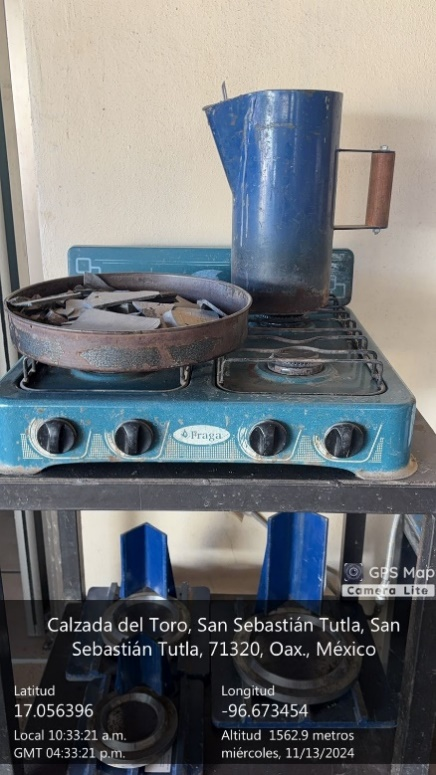 Fraga
GPS Map
Camera Lite
Calzada del Toro, San Sebastián Tutla, San
Sebastián Tutla, 71320, Oax., México
Latitud
17.056396
Local 10:33:21 a.m.
GMT 04:33:21 p.m.
Longitud
-96.673454
Altitud 1562.9 metros
miércoles, 11/13/2024